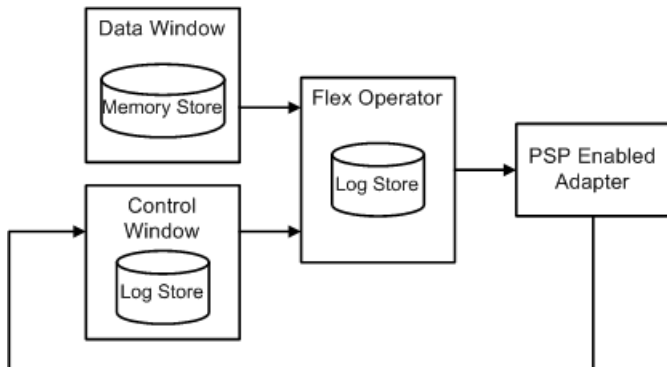 Data Window
Memory Store
Flex Operator
Log Store
PSP Enabled
Adapter
Control
Window
Log Store